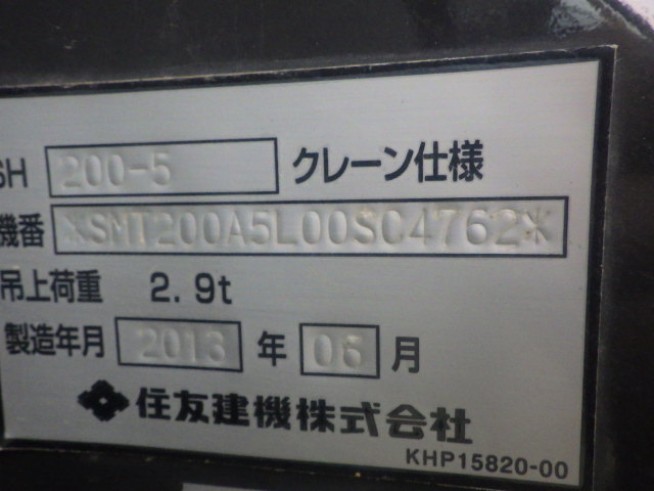 SH 200-5 クレーン仕様
機番 *SMT200A5L00SC4762*
吊上荷重 2.9t
製造年月 2013 年 06 月
住友建機株式会社
KHP15820-00